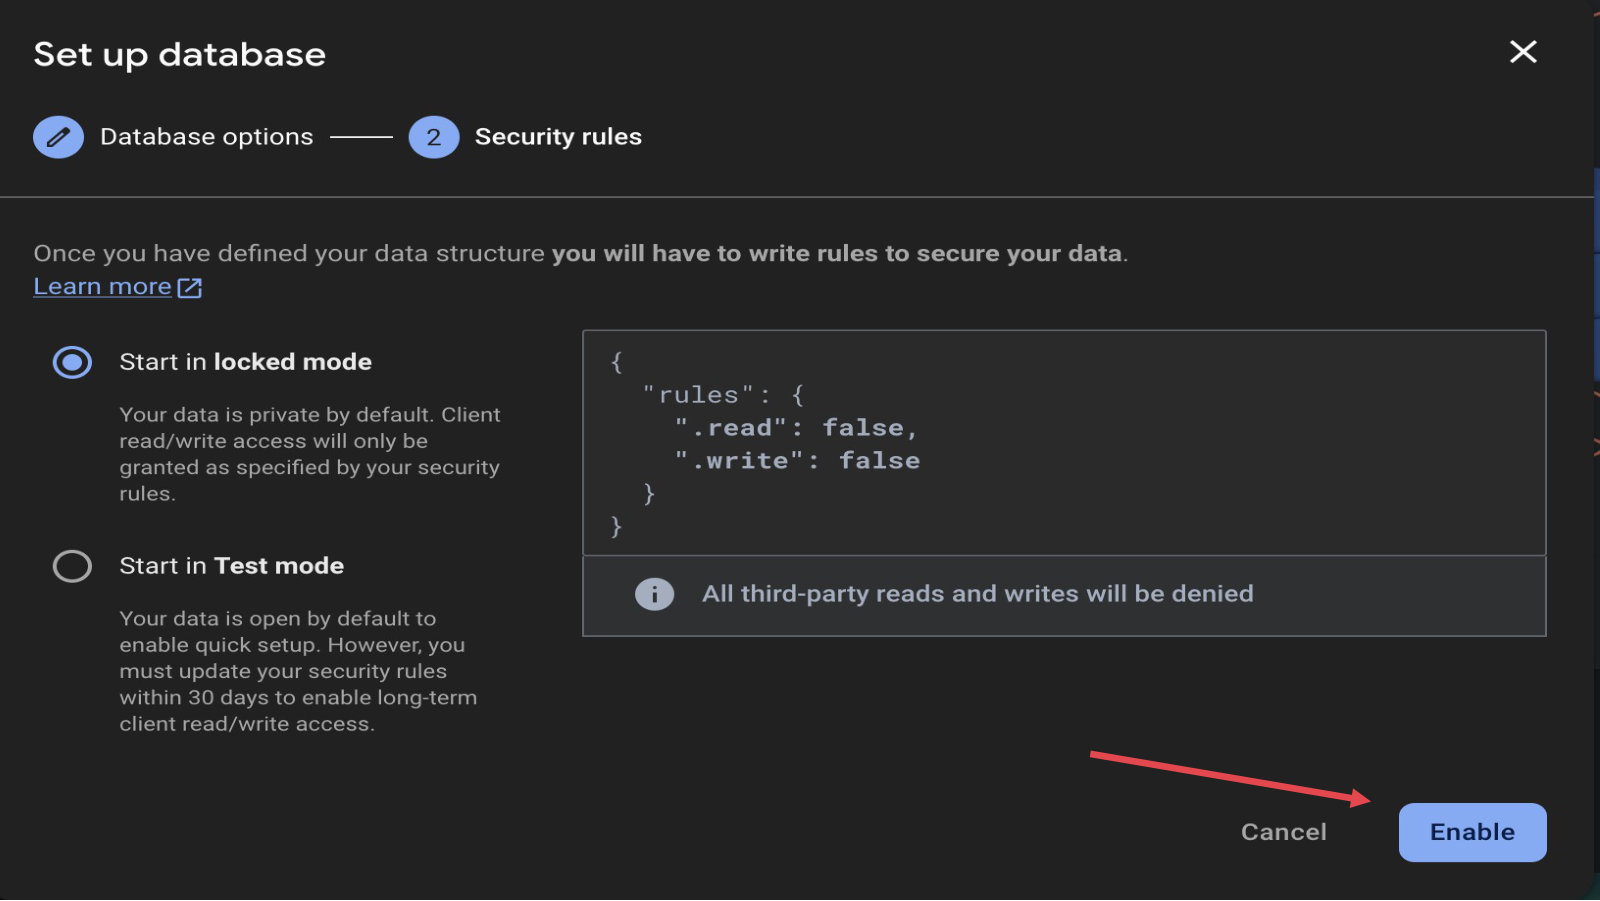 Set up database
Database options
2 Security rules
Once you have defined your data structure you will have to write rules to secure your data.
Learn more
Start in locked mode
Your data is private by default. Client
read/write access will only be
granted as specified by your security
rules.
Start in Test mode
Your data is open by default to
enable quick setup. However, you
must update your security rules
within 30 days to enable long-term
client read/write access.
{
"rules": {
".read": false,
".write": false
}
}
All third-party reads and writes will be denied
Cancel
Enable